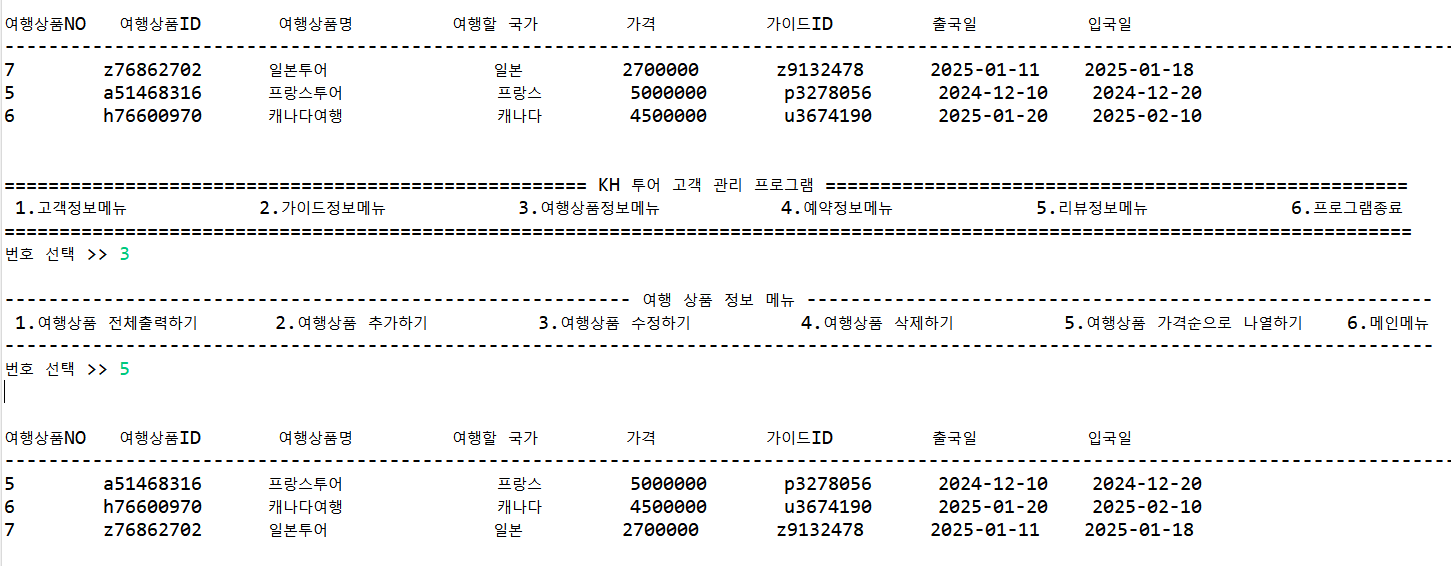 여행상품NO 여행상품ID 여행상품명 여행할 국가 가격 가이드ID 출국일 입국일
--------------------------------------------------------------------------------------------------------------------------------
7 z76862702 일본투어 일본 2700000 z9132478 2025-01-11 2025-01-18
5 a51468316 프랑스투어 프랑스 5000000 p3278056 2024-12-10 2024-12-20
6 h76600970 캐나다여행 캐나다 4500000 u3674190 2025-01-20 2025-02-10
===================================================== KH 투어 고객 관리 프로그램 =====================================================
1.고객정보메뉴 2.가이드정보메뉴 3.여행상품정보메뉴 4.예약정보메뉴 5.리뷰정보메뉴 6.프로그램종료
================================================================================================================================
번호 선택 >> 3
--------------------------------------------------------- 여행 상품 정보 메뉴 ---------------------------------------------------------
1.여행상품 전체출력하기 2.여행상품 추가하기 3.여행상품 수정하기 4.여행상품 삭제하기 5.여행상품 가격순으로 나열하기 6.메인메뉴
--------------------------------------------------------------------------------------------------------------------------------
번호 선택 >> 5
여행상품NO 여행상품ID 여행상품명 여행할 국가 가격 가이드ID 출국일 입국일
--------------------------------------------------------------------------------------------------------------------------------
5 a51468316 프랑스투어 프랑스 5000000 p3278056 2024-12-10 2024-12-20
6 h76600970 캐나다여행 캐나다 4500000 u3674190 2025-01-20 2025-02-10
7 z76862702 일본투어 일본 2700000 z9132478 2025-01-11 2025-01-18